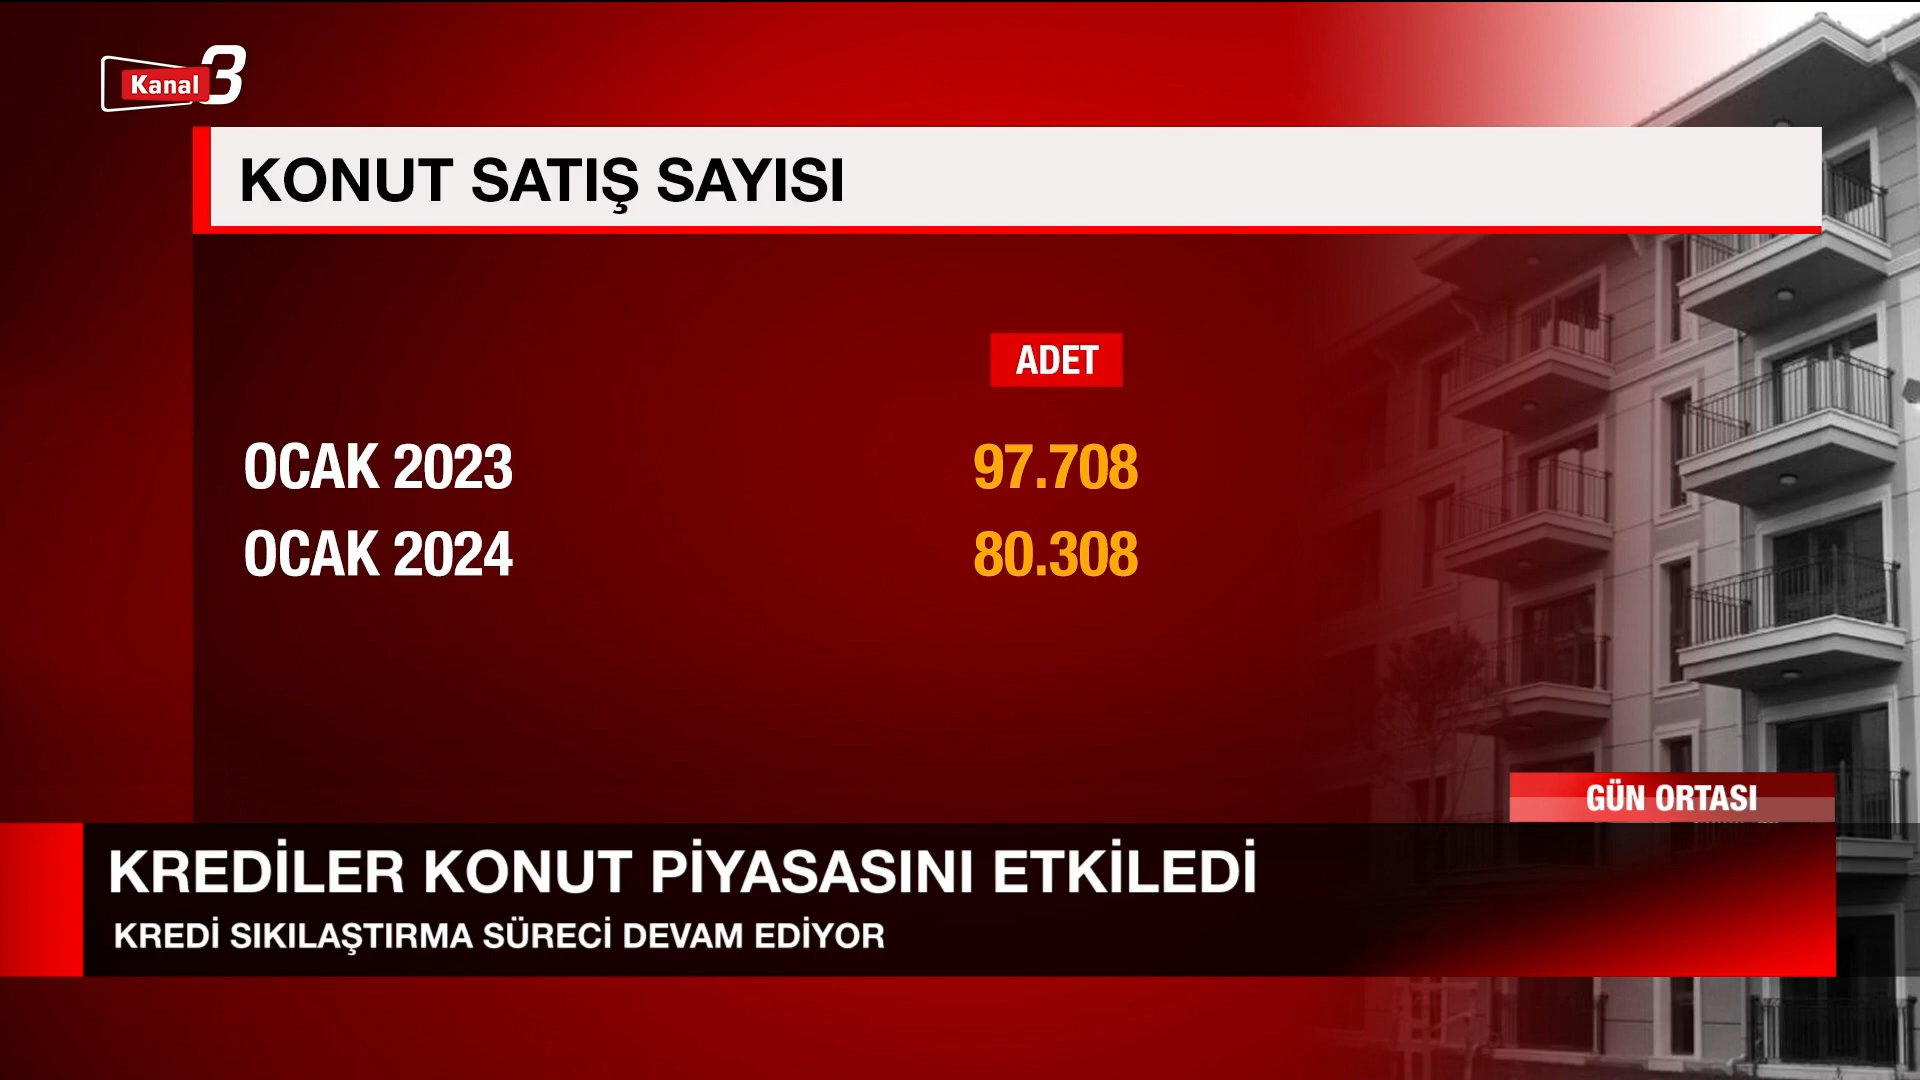 Kanal 3
KONUT SATIŞ SAYISI
ADET
OCAK 2023 97.708
OCAK 2024 80.308
GÜN ORTASI
KREDİLER KONUT PİYASASINI ETKİLEDİ
KREDİ SIKILAŞTIRMA SÜRECİ DEVAM EDİYOR